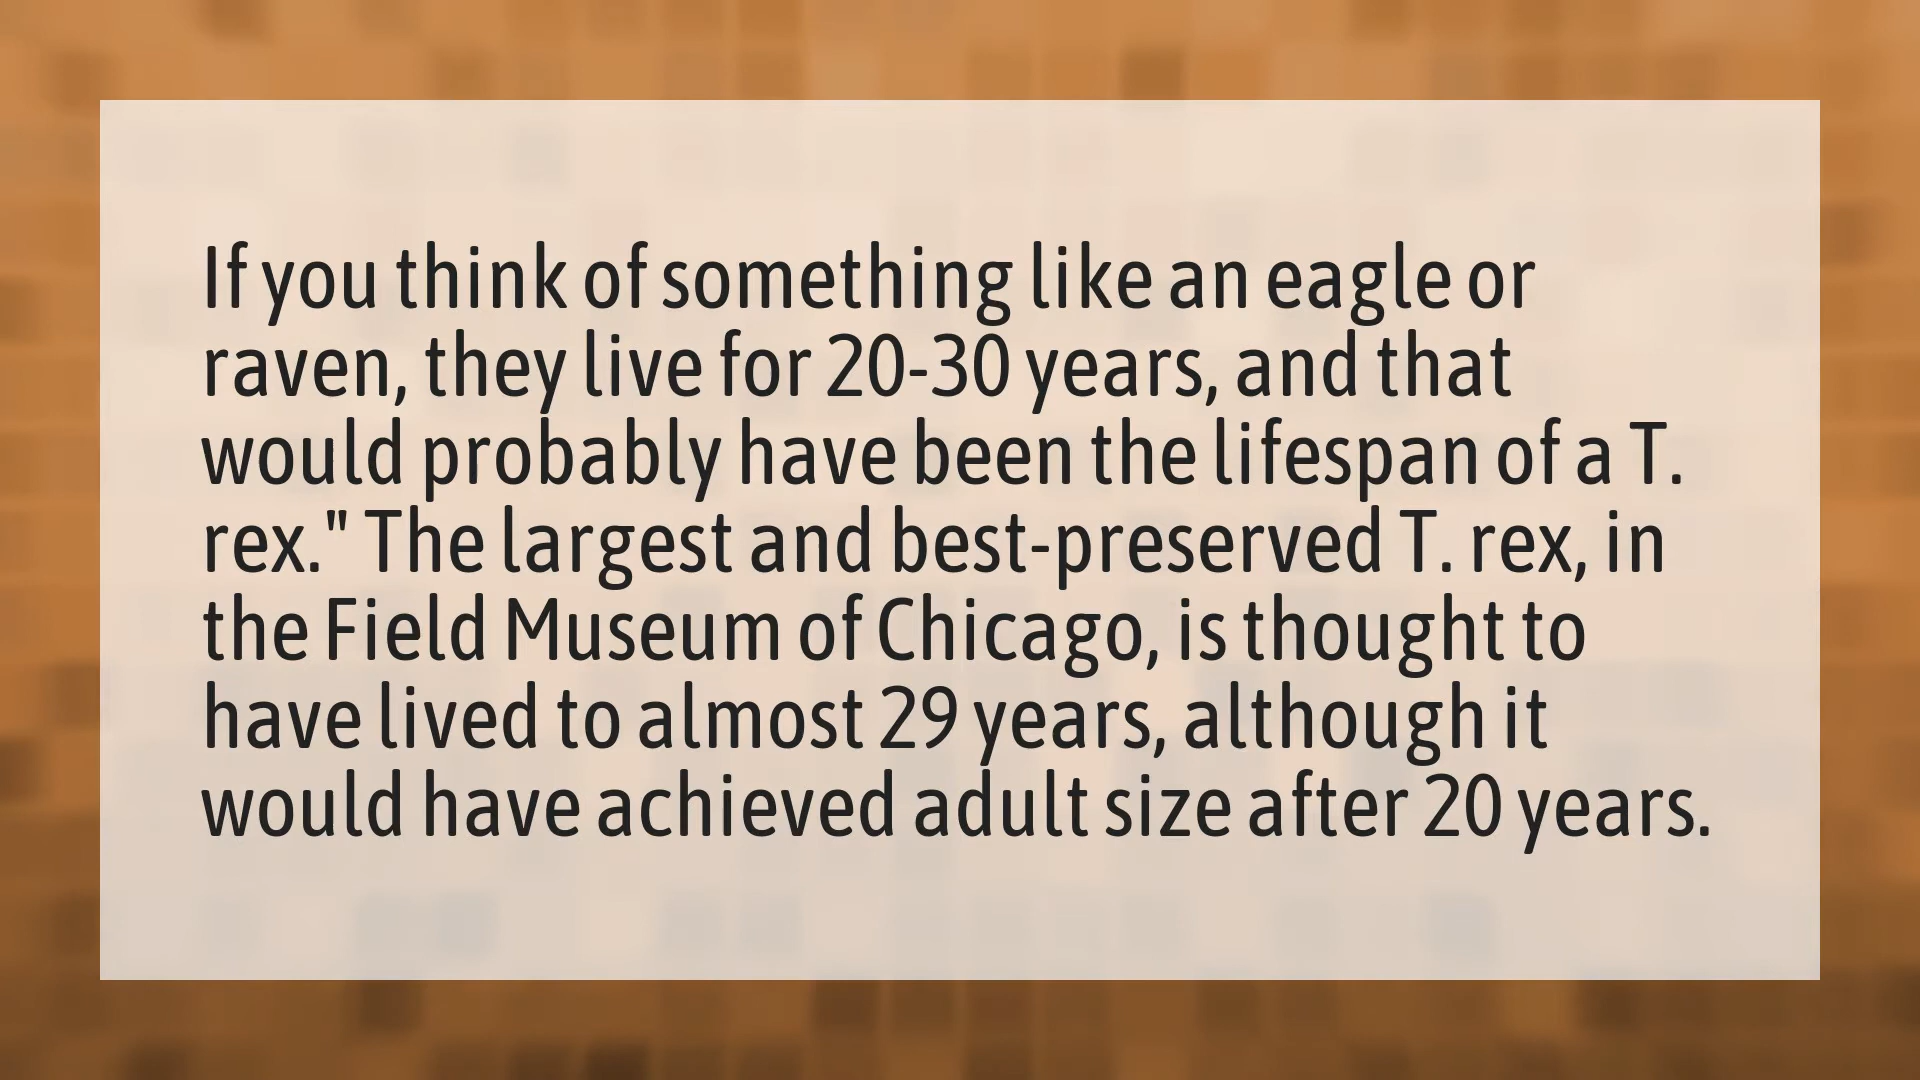 If you think of something like an eagle or
raven, they live for 20-30 years, and that
would probably have been the lifespan of a T.
rex." The largest and best-preserved T. rex, in
the Field Museum of Chicago, is thought to
have lived to almost 29 years, although it
would have achieved adult size after 20 years.